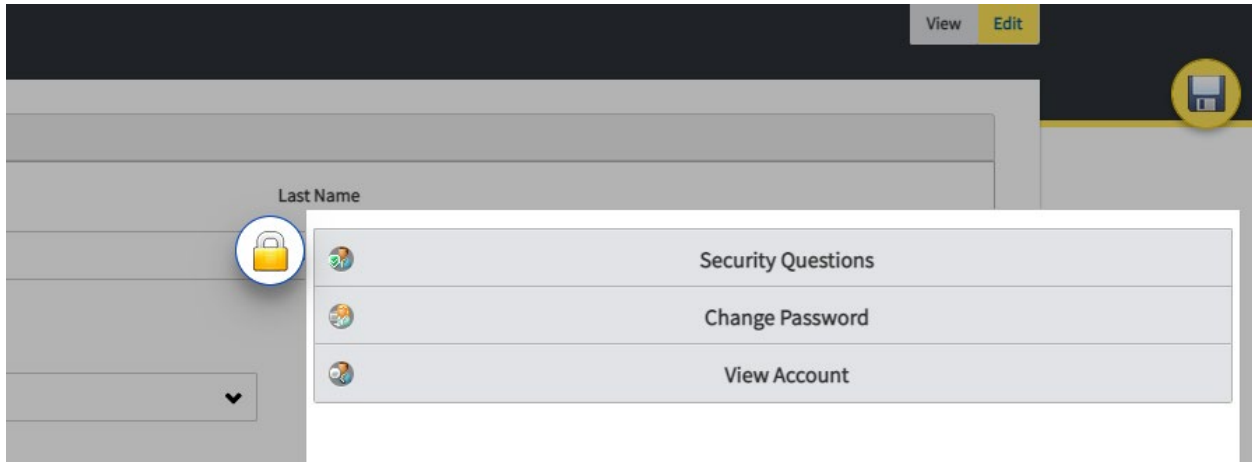 View Edit
Last Name
Security Questions
Change Password
View Account